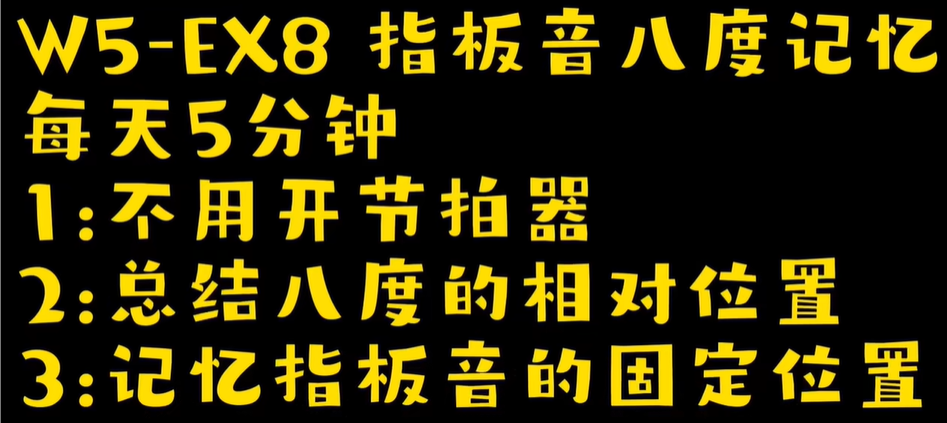 W5-EX8 指板音八度记忆
每天5分钟
1:不用开节拍器
2:总结八度的相对位置
3:记忆指板音的固定位置